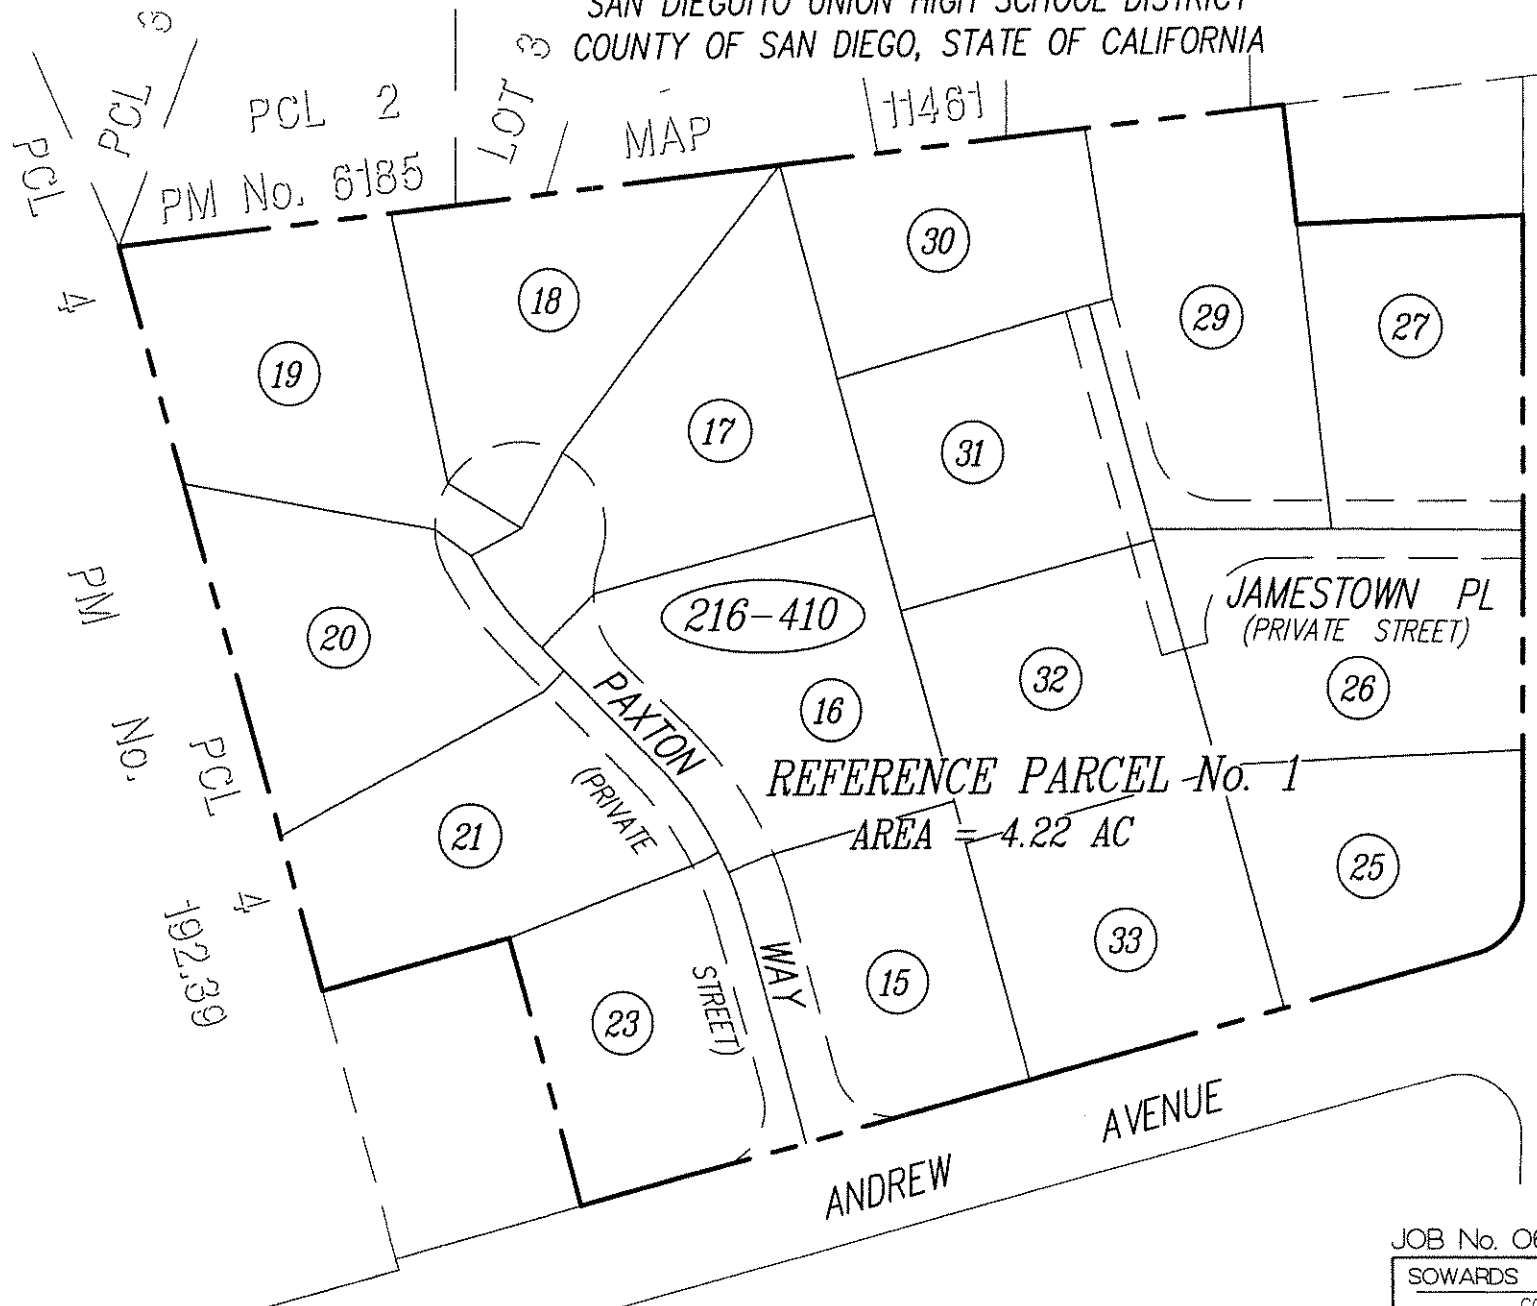 SAN DIEGUITO UNION HIGH SCHOOL DISTRICT
COUNTY OF SAN DIEGO, STATE OF CALIFORNIA
PCL 3
PCL 2
LOT 3
MAP
11461
PM No. 6185
PCL 4
30
18
29
27
19
17
31
PM No. 192.39
216-410
JAMESTOWN PL
(PRIVATE STREET)
20
32
26
16
PAXTON WAY
(PRIVATE STREET)
REFERENCE PARCEL No. 1
AREA = 4.22 AC
PCL 4
21
25
33
15
23
ANDREW AVENUE
JOB No.
SOWARDS